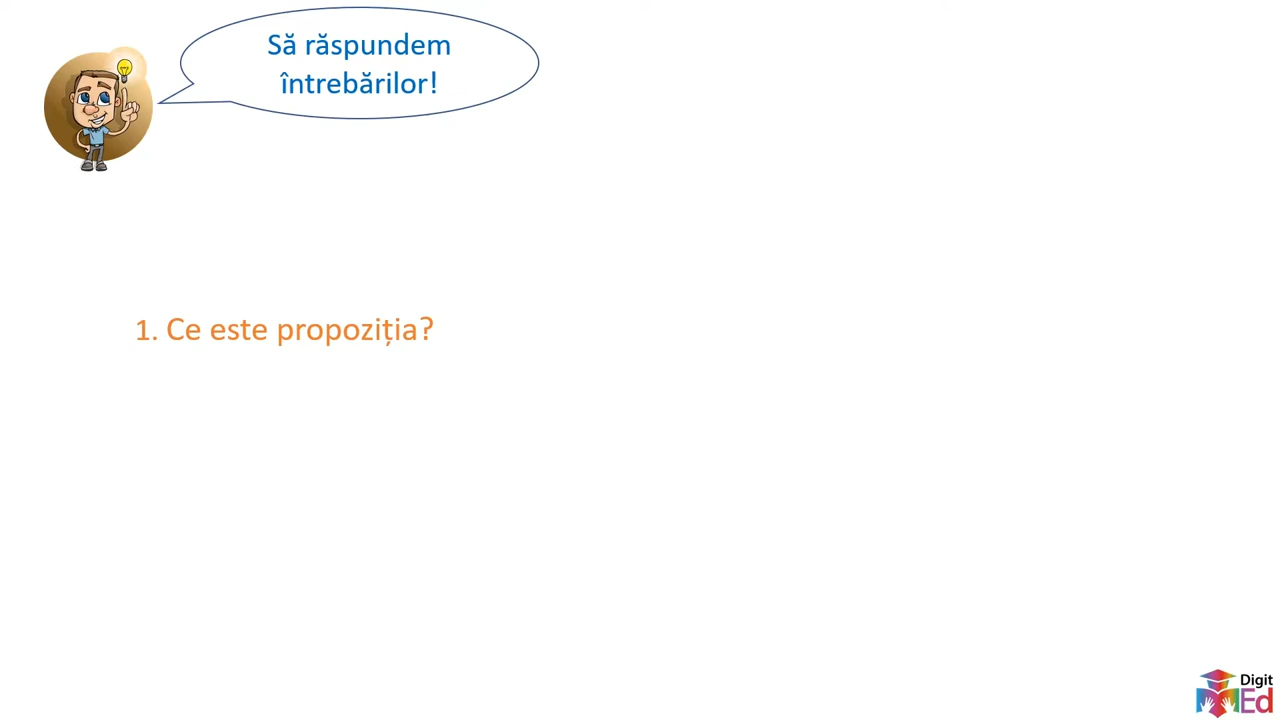 Să răspundem
întrebărilor!
1. Ce este propoziția?
Digit
Ed